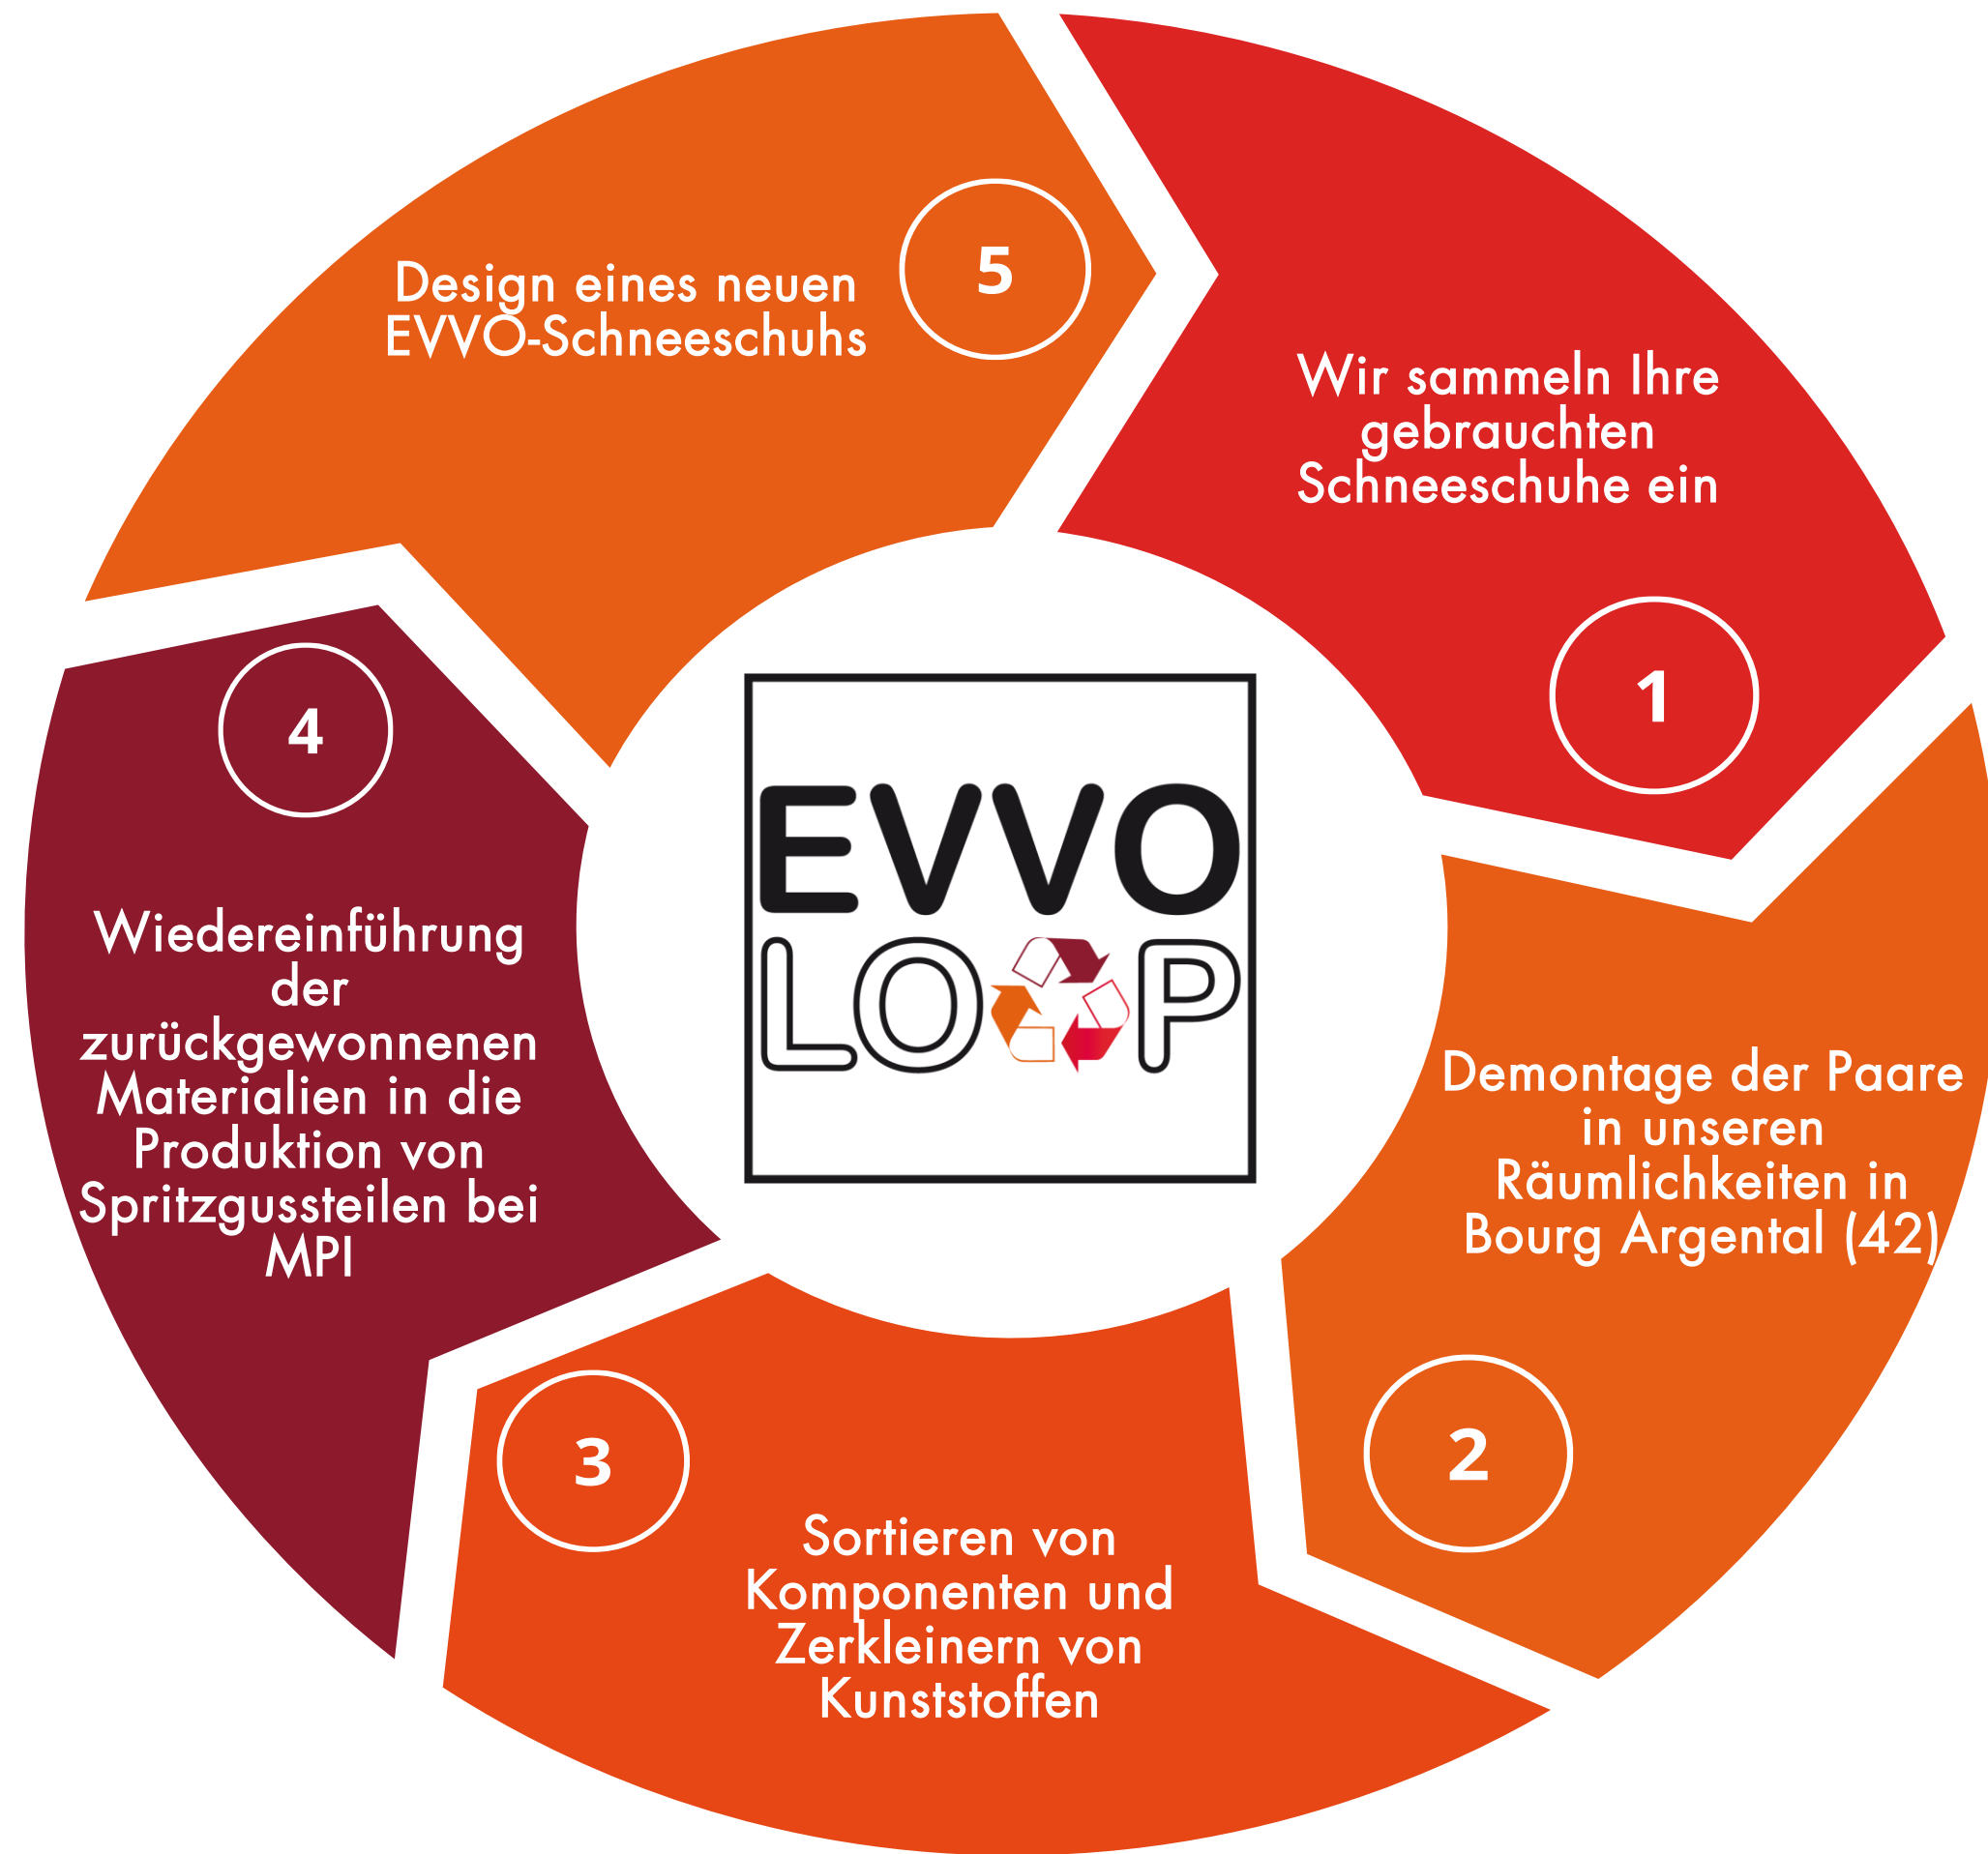 Wir sammeln Ihre
gebrauchten
Schneeschuhe ein
1
Demontage der Paare
in unseren
Räumlichkeiten in
Bourg Argental (42)
2
3
Sortieren von
Komponenten und
Zerkleinern von
Kunststoffen
4
Wiedereinführung
der
zurückgewonnenen
Materialien in die
Produktion von
Spritzgussteilen bei
MPI
5
Design eines neuen
EVVO-Schneeschuhs
EVVO
LOOP